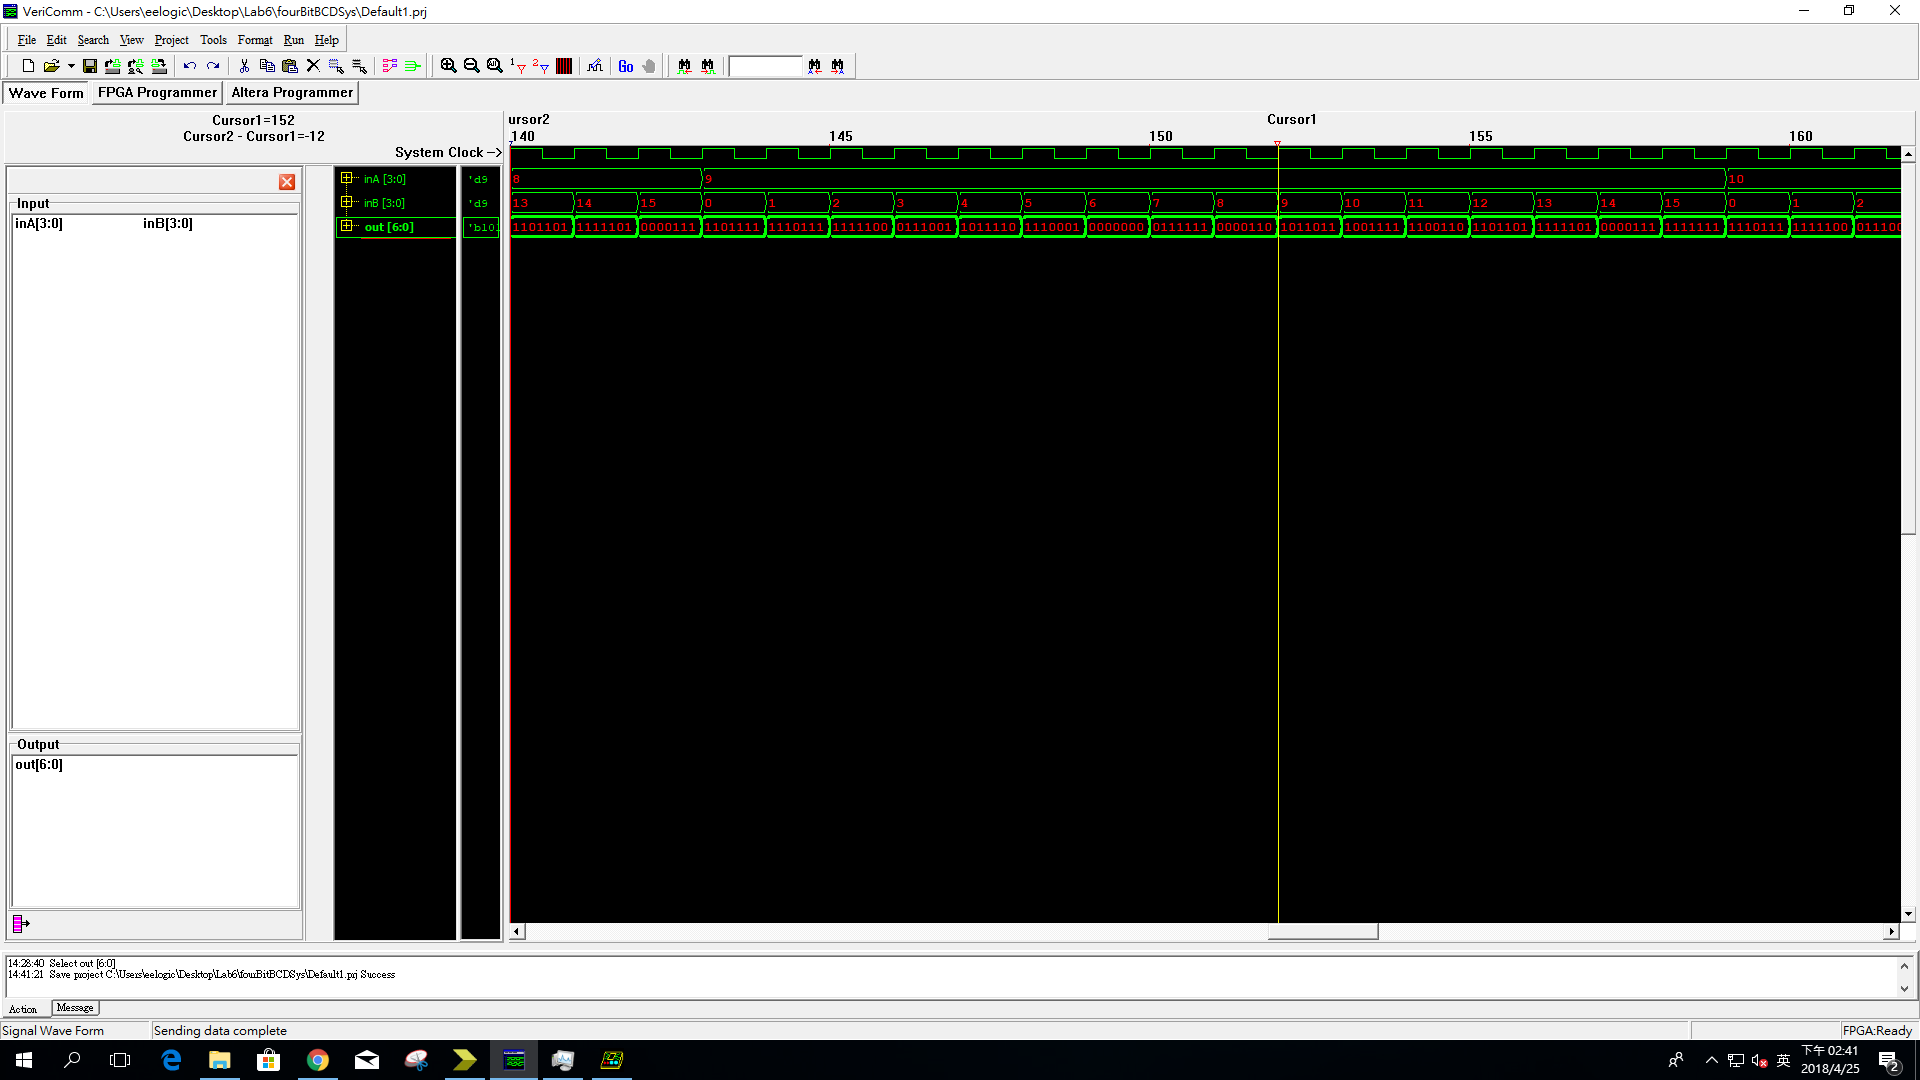 VeriComm - C:\Users\eelogic\Desktop\Lab6\fourBitBCDSys\Default1.prj
File Edit Search View Project Tools Format Run Help
1 2 Go
Wave Form FPGA Programmer Altera Programmer
Cursor1=152
Cursor2 - Cursor1=-12
System Clock ->
ursor2 Cursor1
140 145 150 155 160
Input
inA[3:0] inB[3:0]
Output
out[6:0]
inA [3:0] 'd9 8 9 10
inB [3:0] 'd9 13 14 15 0 1 2 3 4 5 6 7 8 9 10 11 12 13 14 15 0 1 2
out [6:0] 'b10 1101101 1111101 0000111 1101111 1110111 1111100 0111001 1011110 1110001 0000000 0111111 0000110 1011011 1001111 1100110 1101101 1111101 0000111 1111111 1110111 1111100 011100
14:28:40 Select out [6:0]
14:41:21 Save project C:\Users\eelogic\Desktop\Lab6\fourBitBCDSys\Default1.prj Success
Action Message
Signal Wave Form Sending data complete FPGA:Ready
英 下午 02:41
2018/4/25 2